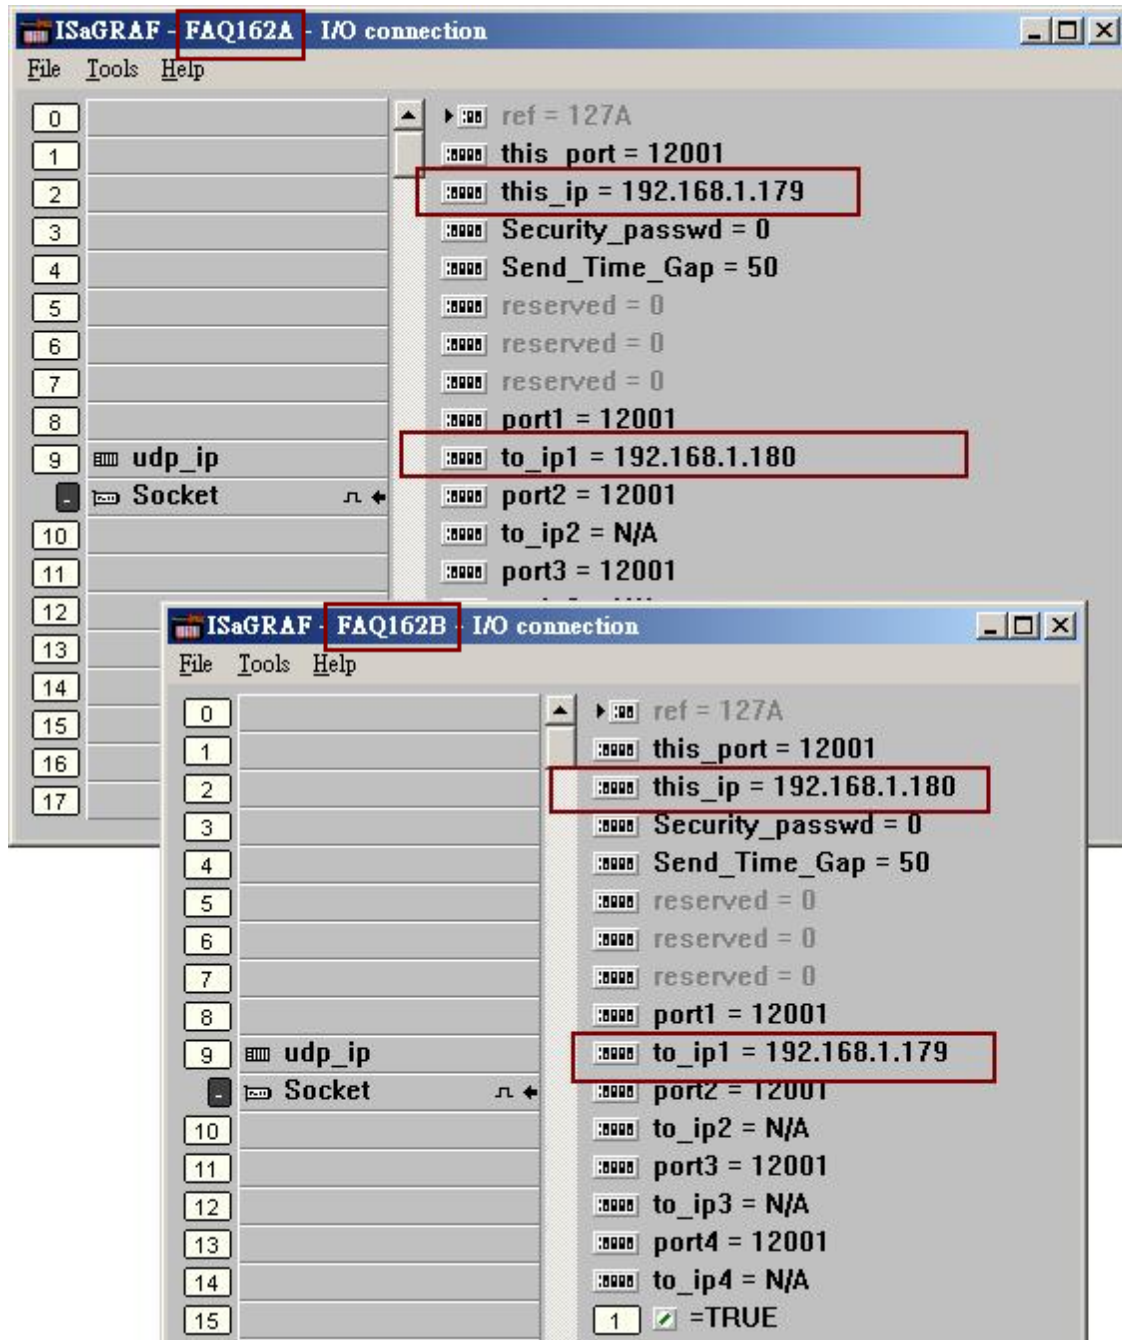 ISaGRAF - FAQ162A - I/O connection
File Tools Help
0
1
2
3
4
5
6
7
8
9 udp_ip
- Socket
10
11
12
13
14
15
16
17
ref = 127A
this_port = 12001
this_ip = 192.168.1.179
Security_passwd = 0
Send_Time_Gap = 50
reserved = 0
reserved = 0
reserved = 0
port1 = 12001
to_ip1 = 192.168.1.180
port2 = 12001
to_ip2 = N/A
port3 = 12001
ISaGRAF - FAQ162B - I/O connection
File Tools Help
0
1
2
3
4
5
6
7
8
9 udp_ip
- Socket
10
11
12
13
14
15
ref = 127A
this_port = 12001
this_ip = 192.168.1.180
Security_passwd = 0
Send_Time_Gap = 50
reserved = 0
reserved = 0
reserved = 0
port1 = 12001
to_ip1 = 192.168.1.179
port2 = 12001
to_ip2 = N/A
port3 = 12001
to_ip3 = N/A
port4 = 12001
to_ip4 = N/A
1 =TRUE